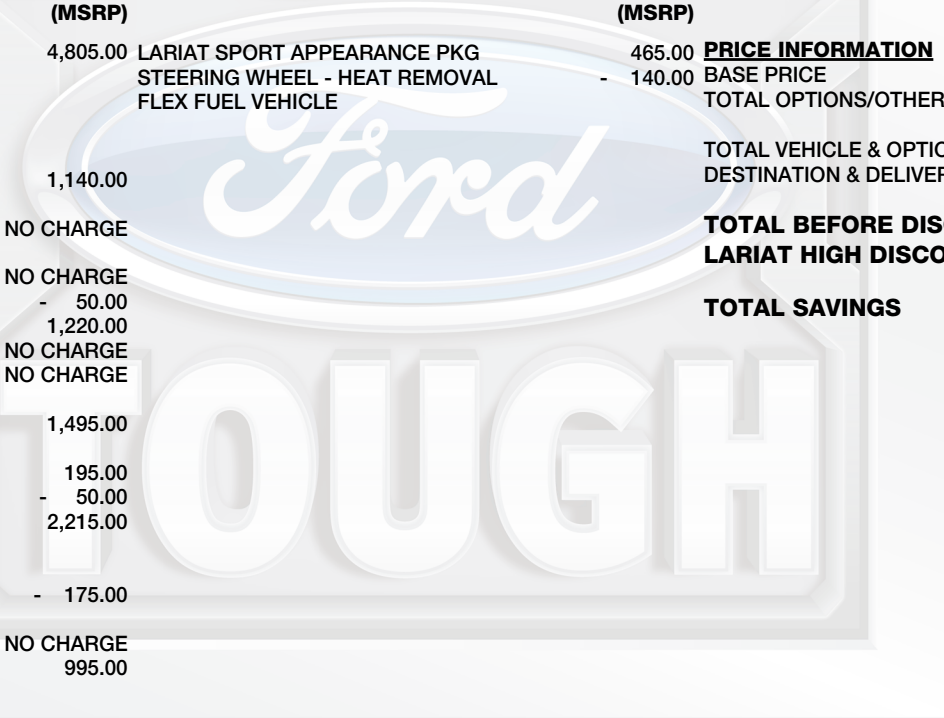 (MSRP)
4,805.00
1,140.00
NO CHARGE
NO CHARGE
- 50.00
1,220.00
NO CHARGE
NO CHARGE
1,495.00
195.00
- 50.00
2,215.00
- 175.00
NO CHARGE
995.00
(MSRP)
LARIAT SPORT APPEARANCE PKG 465.00
STEERING WHEEL - HEAT REMOVAL - 140.00
FLEX FUEL VEHICLE
PRICE INFORMATION
BASE PRICE
TOTAL OPTIONS/OTHER
TOTAL VEHICLE & OPTIO
DESTINATION & DELIVER
TOTAL BEFORE DISC
LARIAT HIGH DISCO
TOTAL SAVINGS
Ford
TOUGH